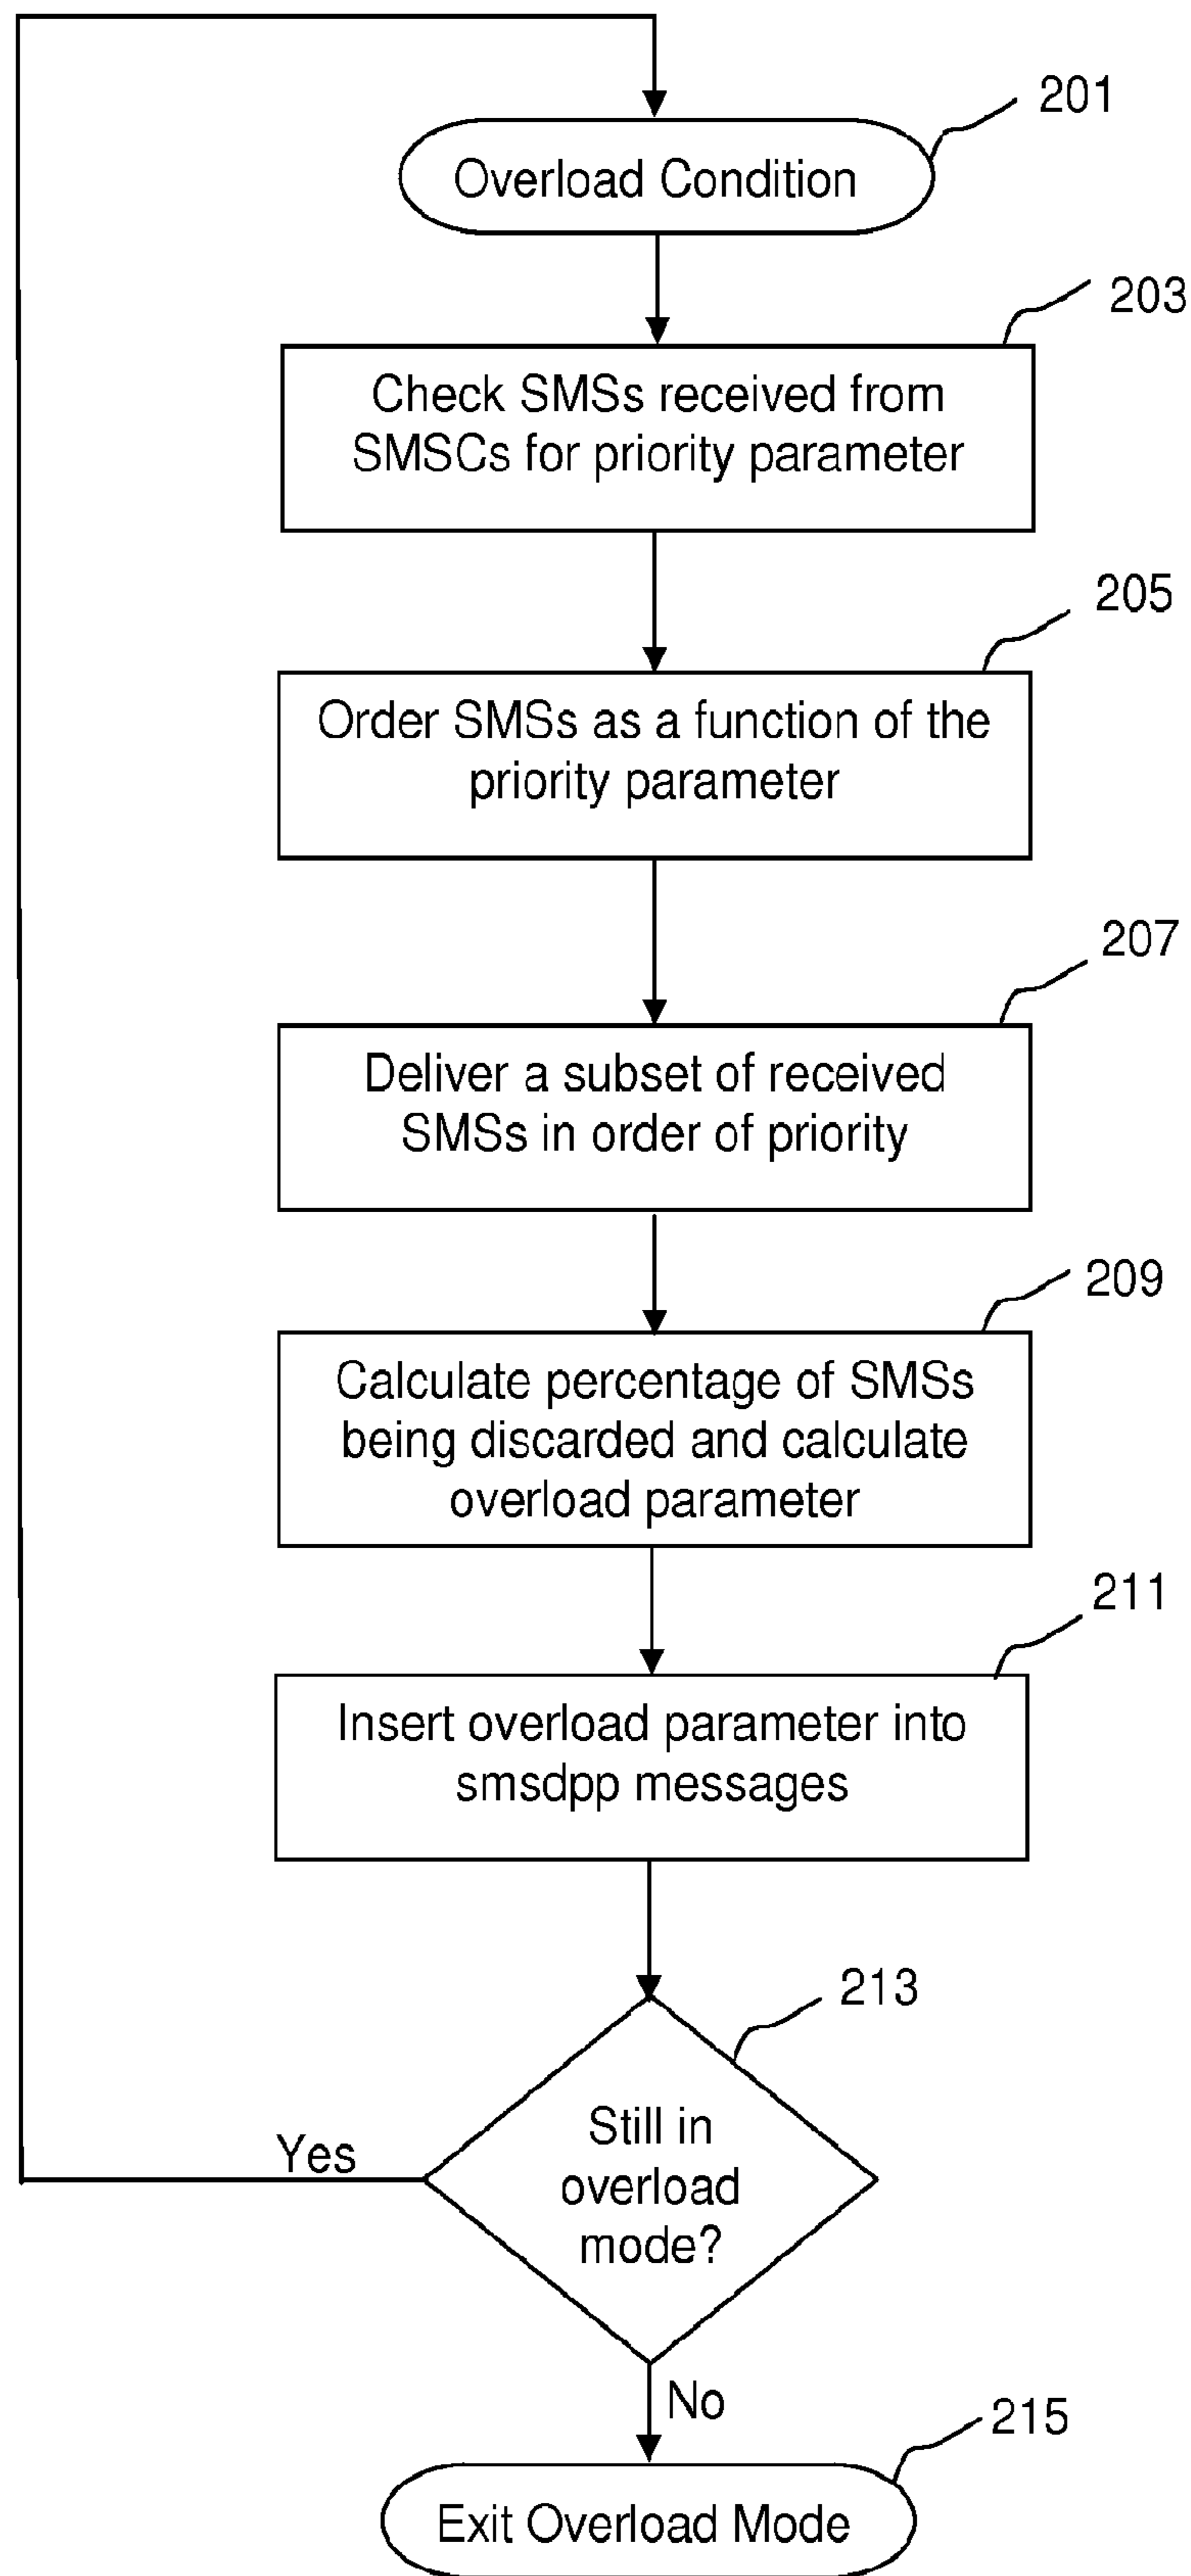 201
Overload Condition
203
Check SMSs received from
SMSCs for priority parameter
205
Order SMSs as a function of the
priority parameter
207
Deliver a subset of received
SMSs in order of priority
209
Calculate percentage of SMSs
being discarded and calculate
overload parameter
211
Insert overload parameter into
smsdpp messages
213
Still in
overload
mode?
Yes
No
215
Exit Overload Mode